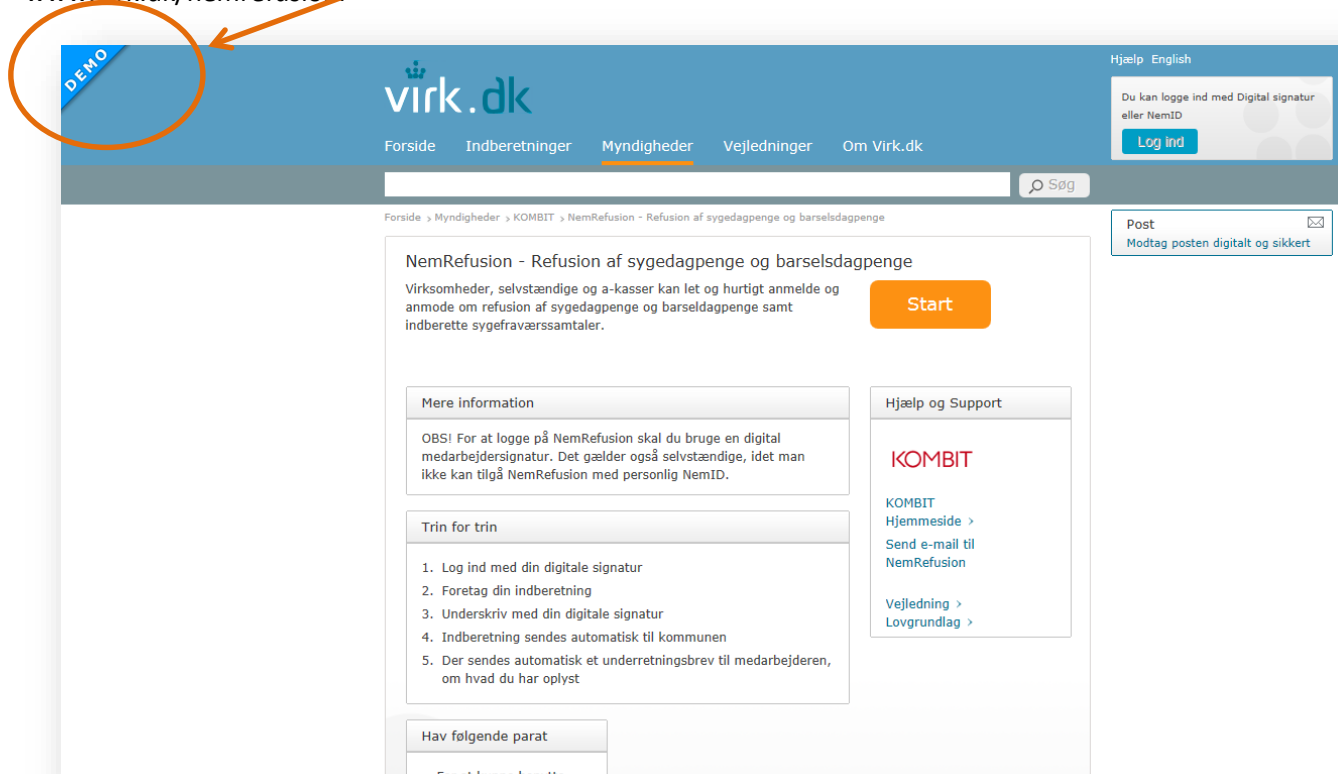 DEMO
virk.dk
Hjælp English
Du kan logge ind med Digital signatur
eller NemID
Log ind
Forside Indberetninger Myndigheder Vejledninger Om Virk.dk
Søg
Forside > Myndigheder > KOMBIT > NemRefusion - Refusion af sygedagpenge og barselsdagpenge
Post
Modtag posten digitalt og sikkert
NemRefusion - Refusion af sygedagpenge og barselsdagpenge
Virksomheder, selvstændige og a-kasser kan let og hurtigt anmelde og
anmode om refusion af sygedagpenge og barseldagpenge samt
indberette sygefraværssamtaler.
Start
Mere information
OBS! For at logge på NemRefusion skal du bruge en digital
medarbejdersignatur. Det gælder også selvstændige, idet man
ikke kan tilgå NemRefusion med personlig NemID.
Trin for trin
1. Log ind med din digitale signatur
2. Foretag din indberetning
3. Underskriv med din digitale signatur
4. Indberetning sendes automatisk til kommunen
5. Der sendes automatisk et underretningsbrev til medarbejderen,
om hvad du har oplyst
Hjælp og Support
KOMBIT
KOMBIT
Hjemmeside >
Send e-mail til
NemRefusion
Vejledning >
Lovgrundlag >
Hav følgende parat